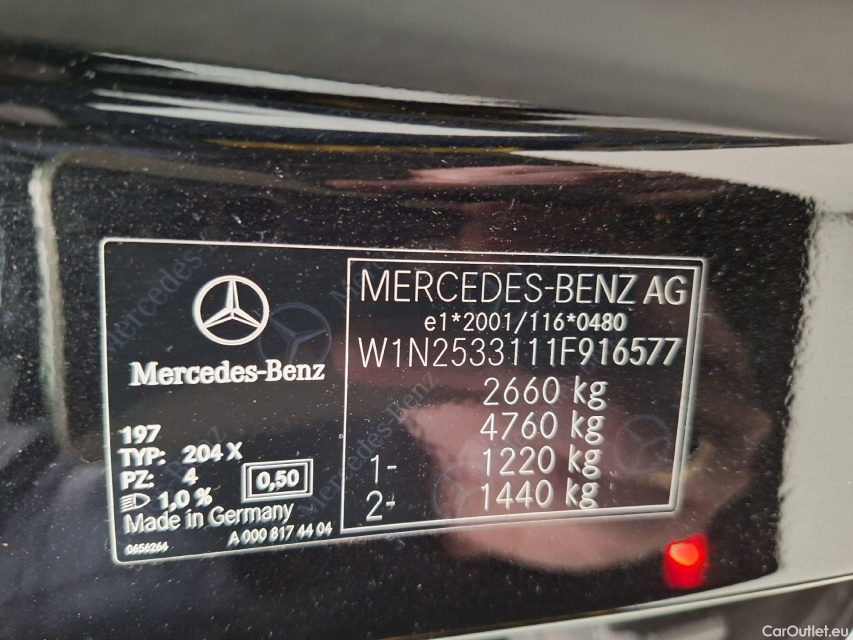 Mercedes-Benz
197
TYP: 204 X
PZ: 4
0,50
1,0 %
Made in Germany
0656264
A 000 817 44 04
MERCEDES-BENZ AG
e1*2001/116*0480
W1N2533111F916577
2660 kg
4760 kg
1- 1220 kg
2- 1440 kg
CarOutlet.eu